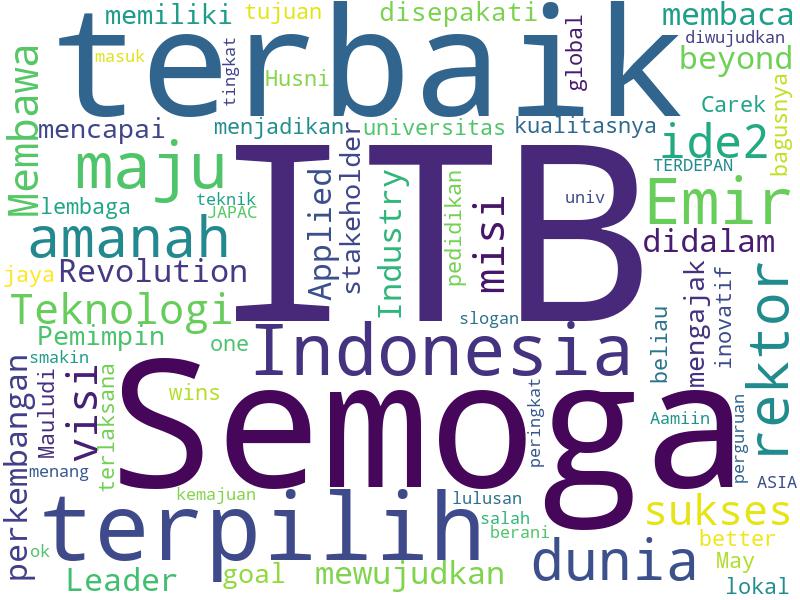 memiliki
tujuan
disepakati
membaca
masuk
terbaik
tingkat
Husni
global
diwujudkan
beyond
Membawa
mencapai
menjadikan
universitas
kualitasnya
Carek
bagusnya
maju
ITB
ide2
TERDEPAN
lembaga
teknik
JAPAC
Applied
stakeholder
Industry
pedidikan
misi
univ
Emir
amanah
didalam
jaya
Revolution
Teknologi
slogan
Pemimpin
one
Indonesia
beliau
mengajak
inovatif
rektor
perkembangan
smakin
Mauludi
visi
terlaksana
wins
Semoga
peringkat
Aamiin
perguruan
menang
ASIA
kemajuan
lulusan
terpilih
salah
berani
sukses
ok
dunia
better
May
Leader
goal
mewujudkan
lokal